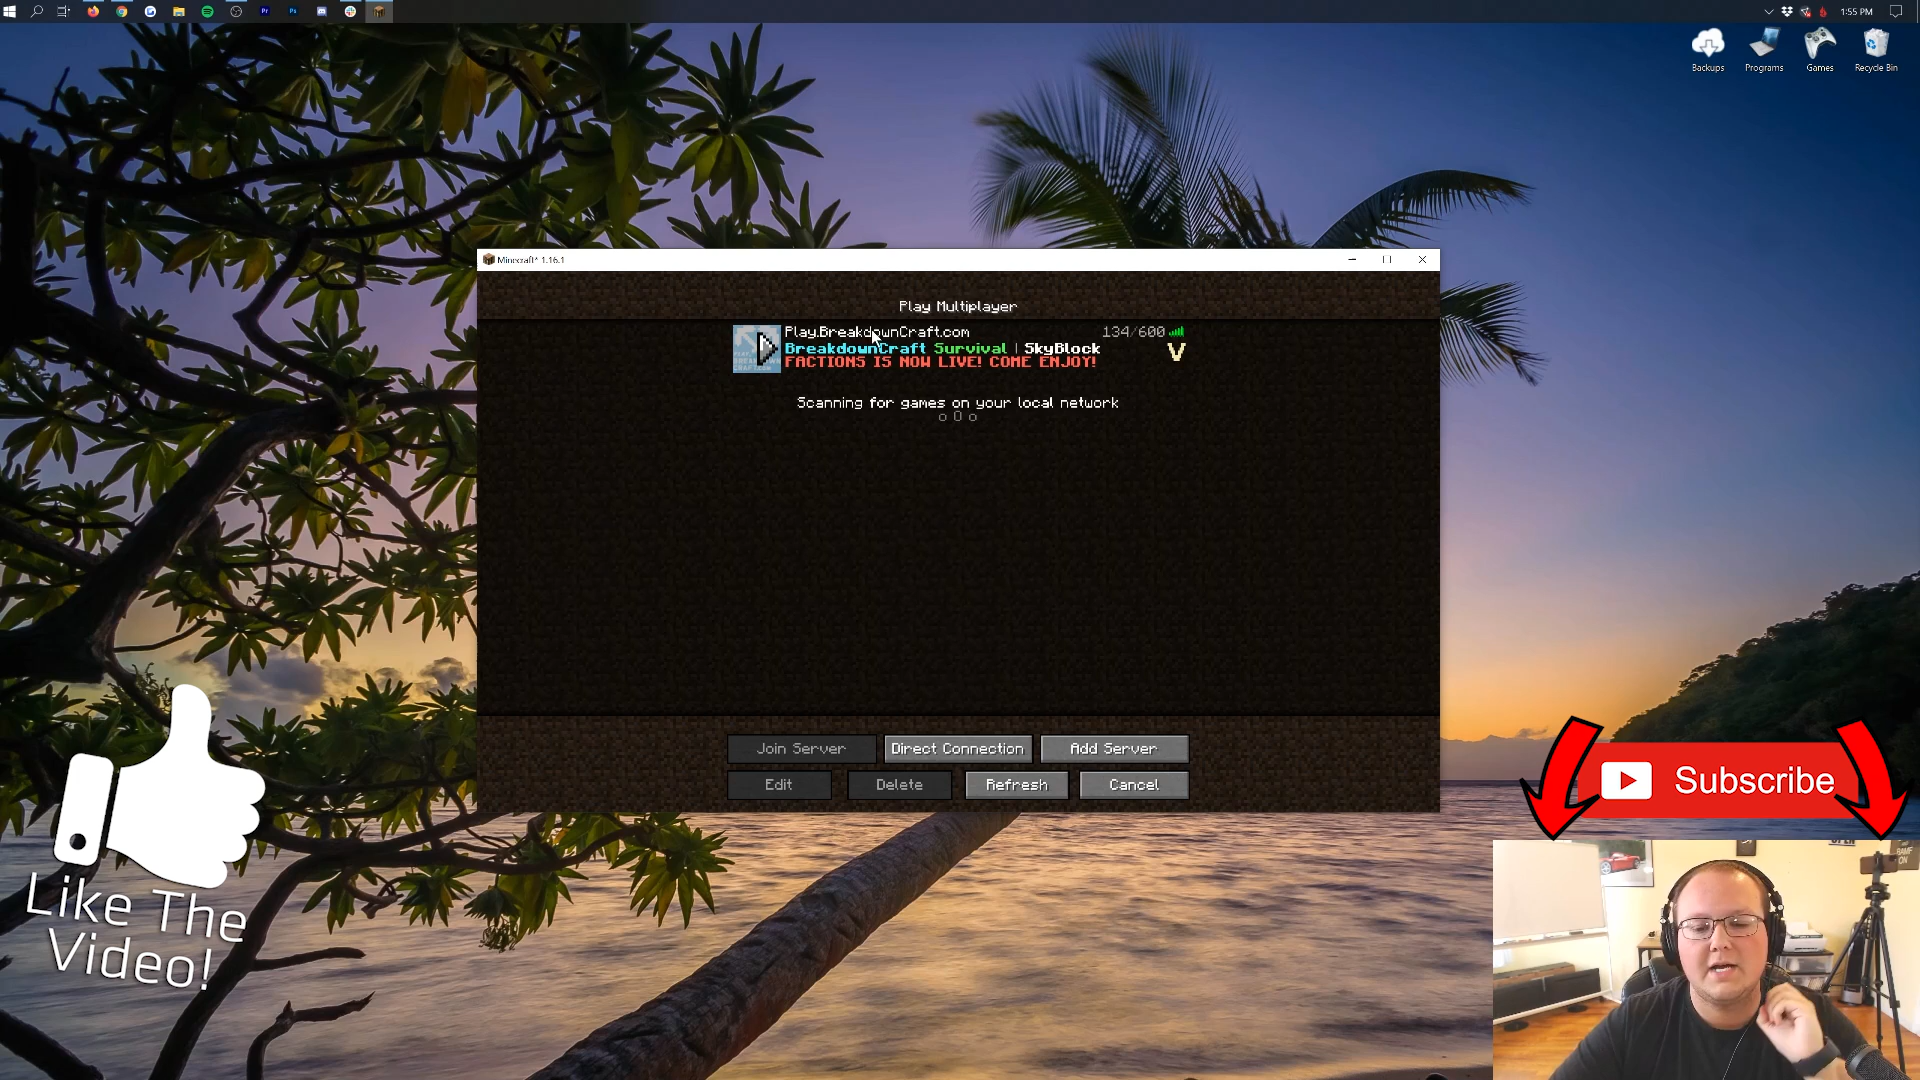 1:55 PM
Backups
Programs
Games
Recycle Bin
Minecraft* 1.16.1
Play Multiplayer
Play.BreakdownCraft.com
134/600
BreakdownCraft Survival | SkyBlock
FACTIONS IS NOW LIVE! COME ENJOY!
V
Scanning for games on your local network
o O o
Join Server
Direct Connection
Add Server
Edit
Delete
Refresh
Cancel
Like The
Video!
Subscribe